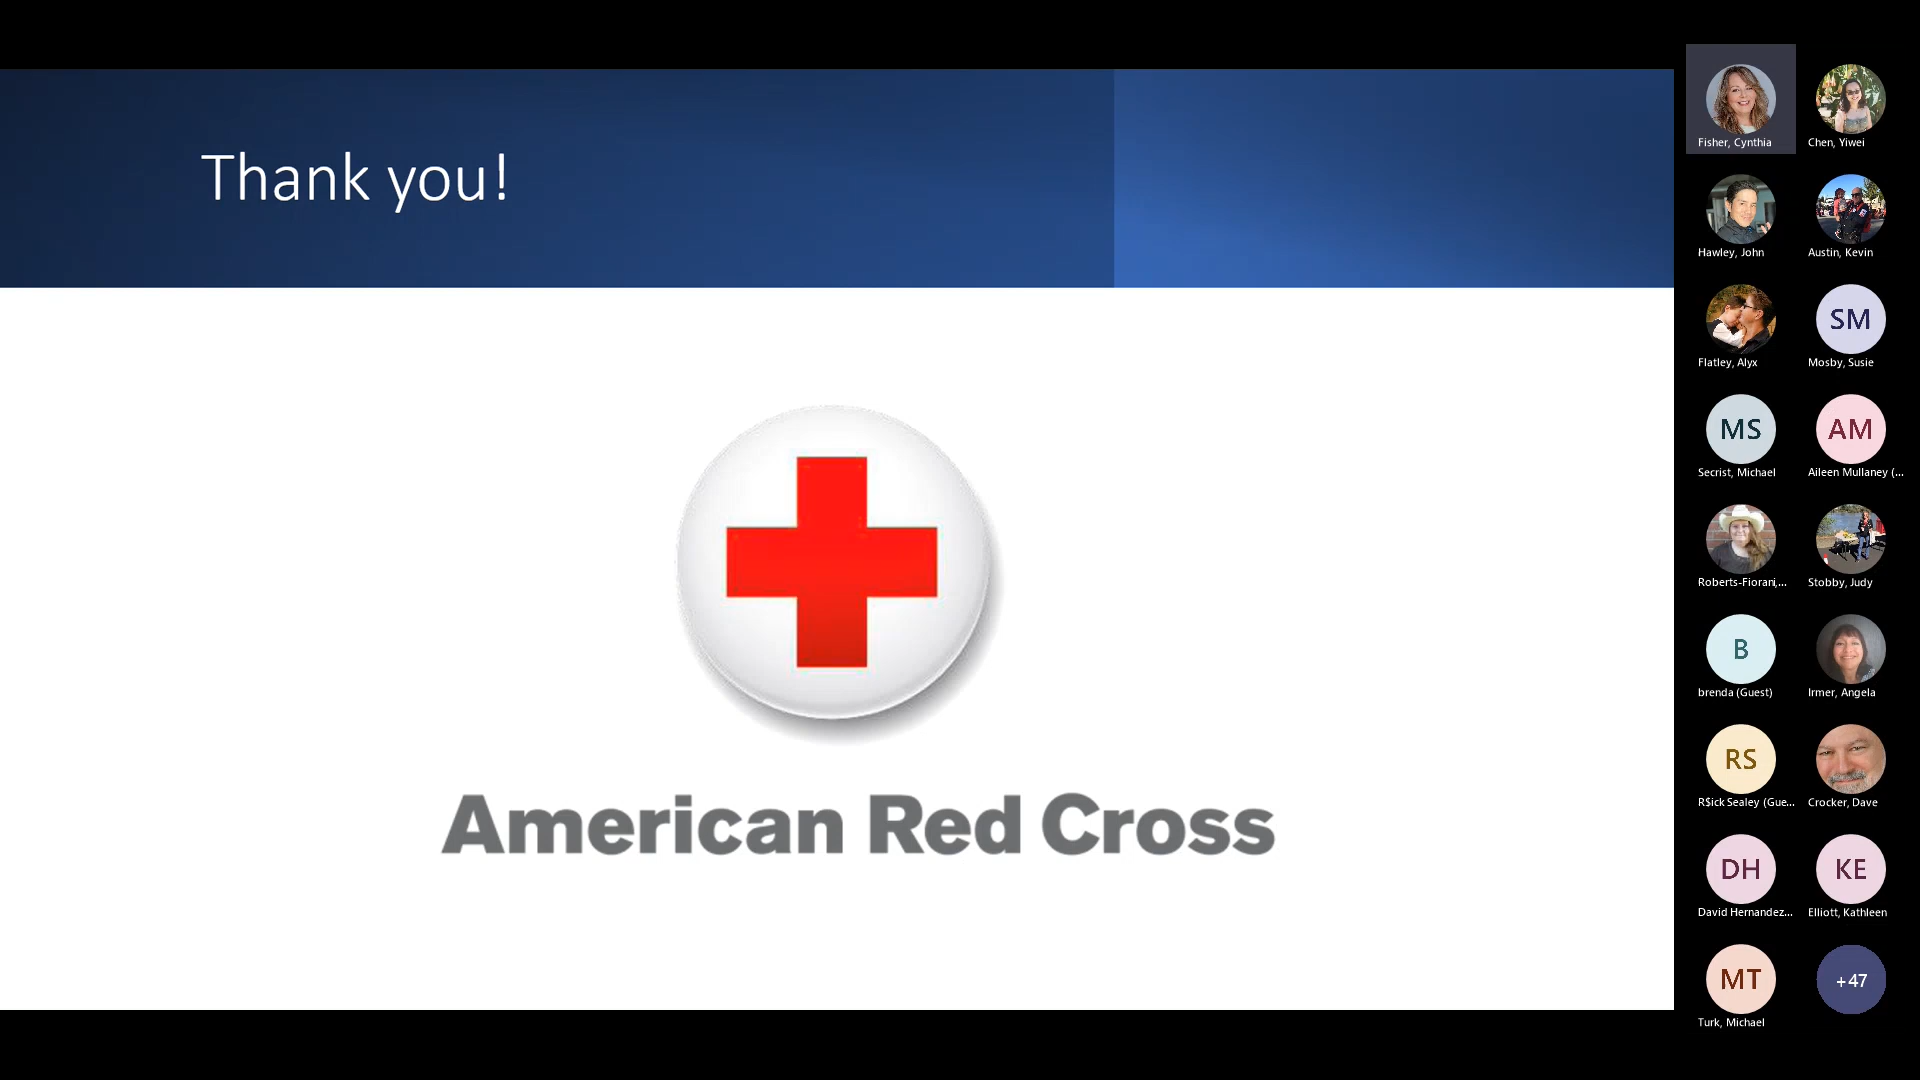 Thank you!
American Red Cross
Fisher, Cynthia
Chen, Yiwei
Hawley, John
Austin, Kevin
Flatley, Alyx
SM
Mosby, Susie
MS
Secrist, Michael
AM
Aileen Mullaney (...
Roberts-Fiorani,...
Stobby, Judy
B
brenda (Guest)
Irmer, Angela
RS
R$ick Sealey (Gue...
Crocker, Dave
DH
David Hernandez...
KE
Elliott, Kathleen
MT
Turk, Michael
+47